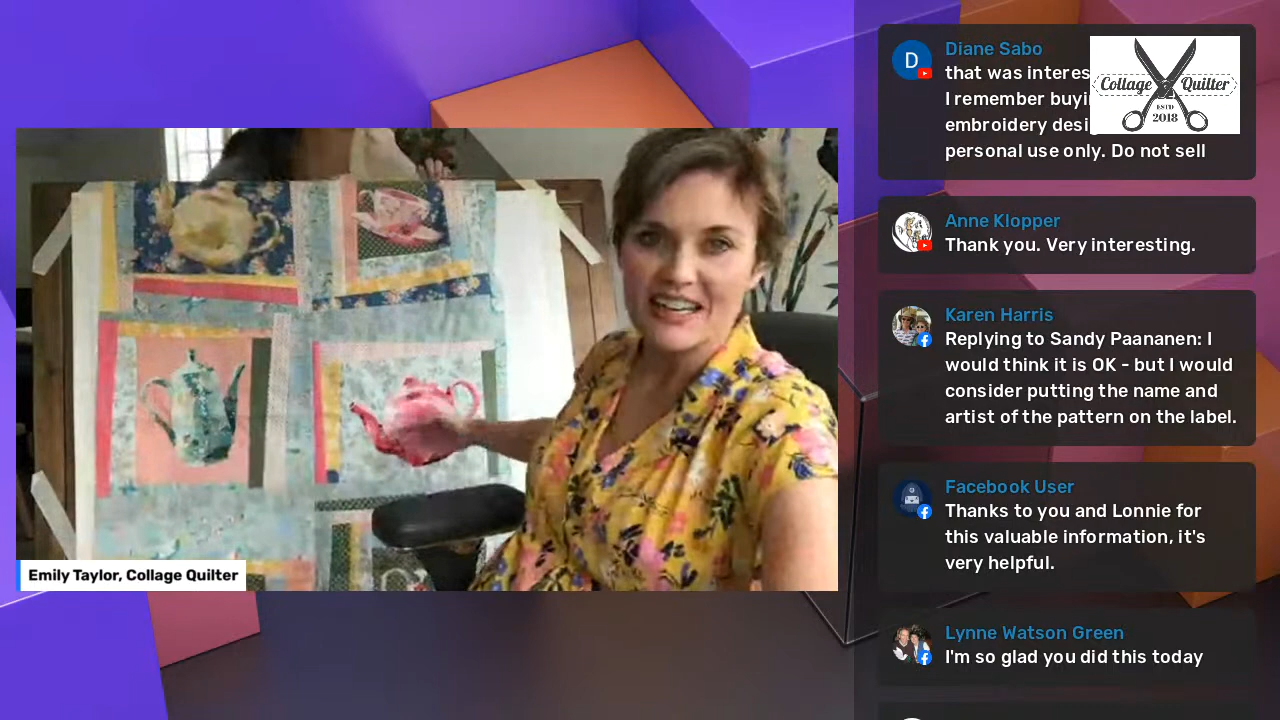 Diane Sabo
D
that was interes
I remember buyi
embroidery desig
personal use only. Do not sell
Collage Quilter
ESTD
2018
Anne Klopper
Thank you. Very interesting.
Karen Harris
Replying to Sandy Paananen: I
would think it is OK - but I would
consider putting the name and
artist of the pattern on the label.
Facebook User
Thanks to you and Lonnie for
this valuable information, it's
very helpful.
Lynne Watson Green
I'm so glad you did this today
Emily Taylor, Collage Quilter